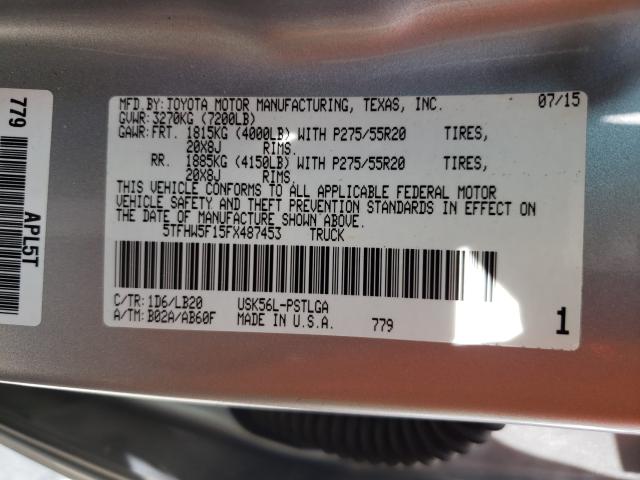 MFD.BY:TOYOTA MOTOR MANUFACTURING, TEXAS, INC. 07/15
GVWR:3270KG (7200LB)
GAWR:FRT. 1815KG (4000LB) WITH P275/55R20 TIRES,
20X8J RIMS,
RR. 1885KG (4150LB) WITH P275/55R20 TIRES,
20X8J RIMS
THIS VEHICLE CONFORMS TO ALL APPLICABLE FEDERAL MOTOR
VEHICLE SAFETY AND THEFT PREVENTION STANDARDS IN EFFECT ON
THE DATE OF MANUFACTURE SHOWN ABOVE.
5TFHW5F15FX487453 TRUCK
C/TR:1D6/LB20 USK56L-PSTLGA
A/TM:B02A/AB60F MADE IN U.S.A. 779 1
779 APL5T